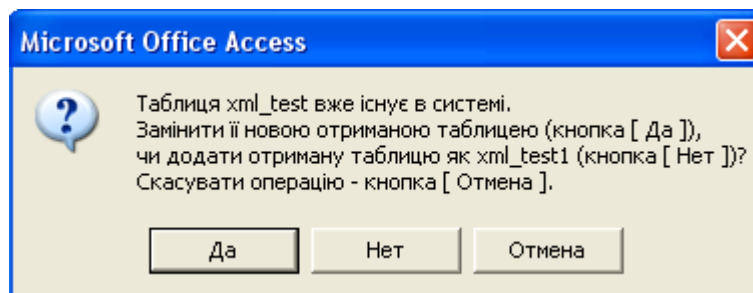 Microsoft Office Access
Таблиця xml_test вже існує в системі.
Замінити її новою отриманою таблицею (кнопка [ Да ]),
чи додати отриману таблицю як xml_test1 (кнопка [ Нет ])?
Скасувати операцію - кнопка [ Отмена ].
Да Нет Отмена